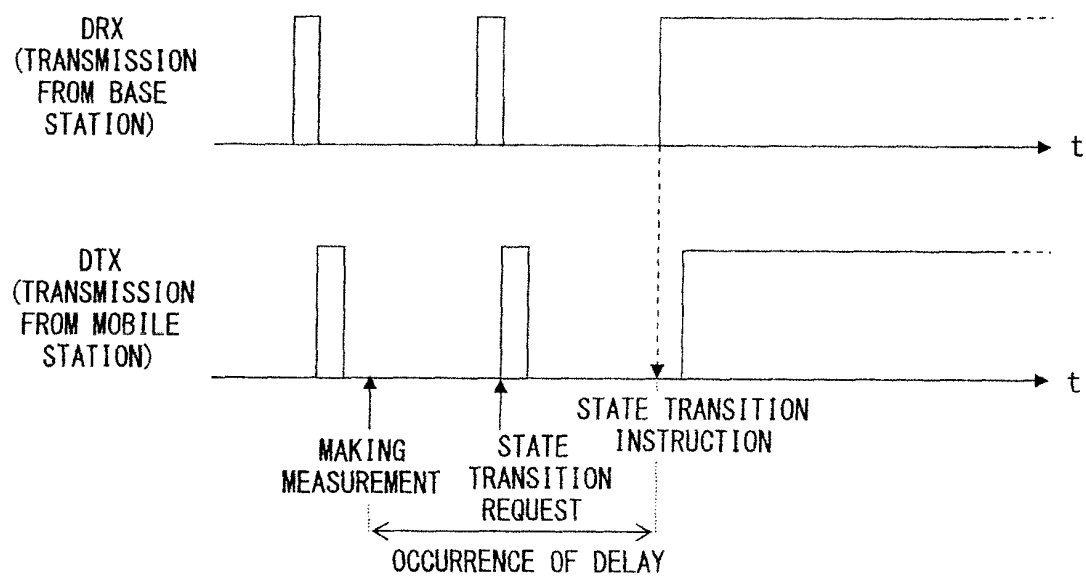 DRX
(TRANSMISSION
FROM BASE
STATION)
t
DTX
(TRANSMISSION
FROM MOBILE
STATION)
t
MAKING
MEASUREMENT
STATE
TRANSITION
REQUEST
STATE TRANSITION
INSTRUCTION
OCCURRENCE OF DELAY